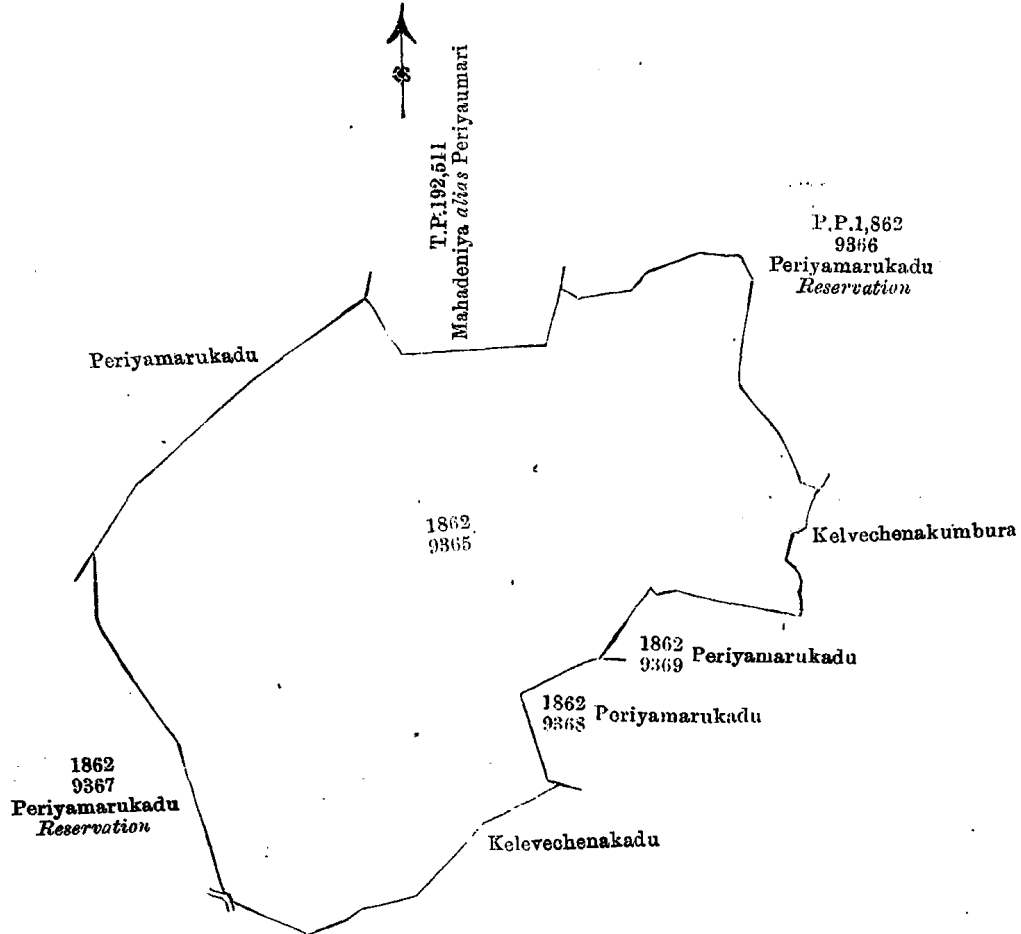 T.P.192,511
Mahadeniya alias Periyaumari
P.P.1,862
9366
Periyamarukadu
Reservation
Periyamarukadu
1862
9365
Kelvechenakumbura
1862
9369 Periyamarukadu
1862
9368 Poriyamarukadu
1862
9367
Periyamarukadu
Reservation
Kelevechenakadu